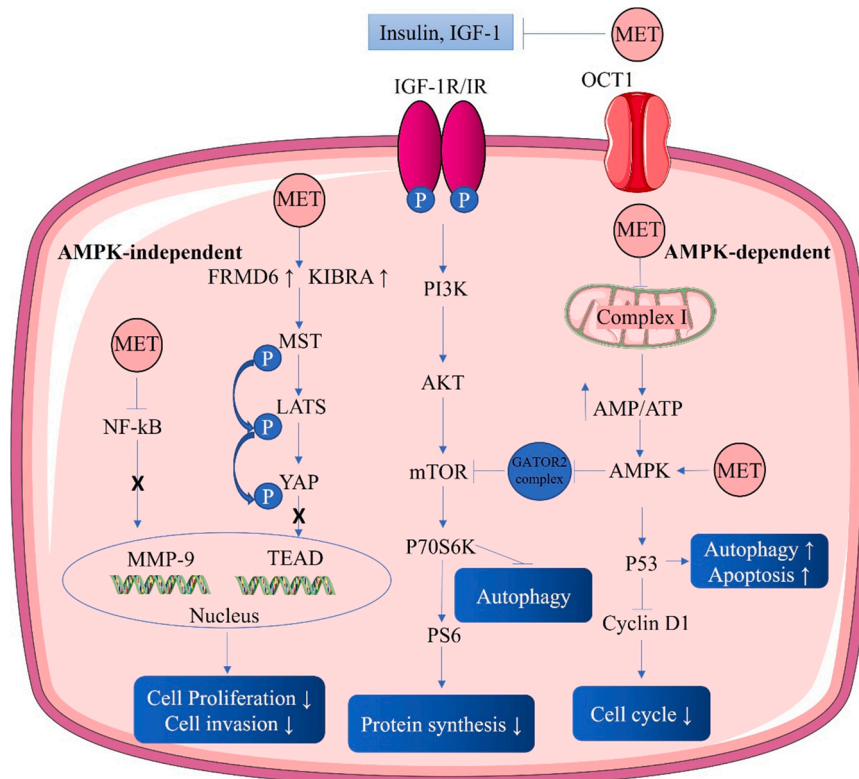 Insulin, IGF-1
MET
IGF-1R/IR
OCT1
P
P
MET
MET
AMPK-independent
AMPK-dependent
FRMD6 ↑ KIBRA ↑
PI3K
Complex I
MET
MST
P
AKT
AMP/ATP
LATS
NF-kB
P
mTOR
GATOR2
complex
AMPK
MET
X
YAP
P
X
P70S6K
P53
Autophagy ↑
Apoptosis ↑
MMP-9
TEAD
Autophagy
Nucleus
PS6
Cyclin D1
Cell Proliferation ↓
Cell invasion ↓
Protein synthesis ↓
Cell cycle ↓